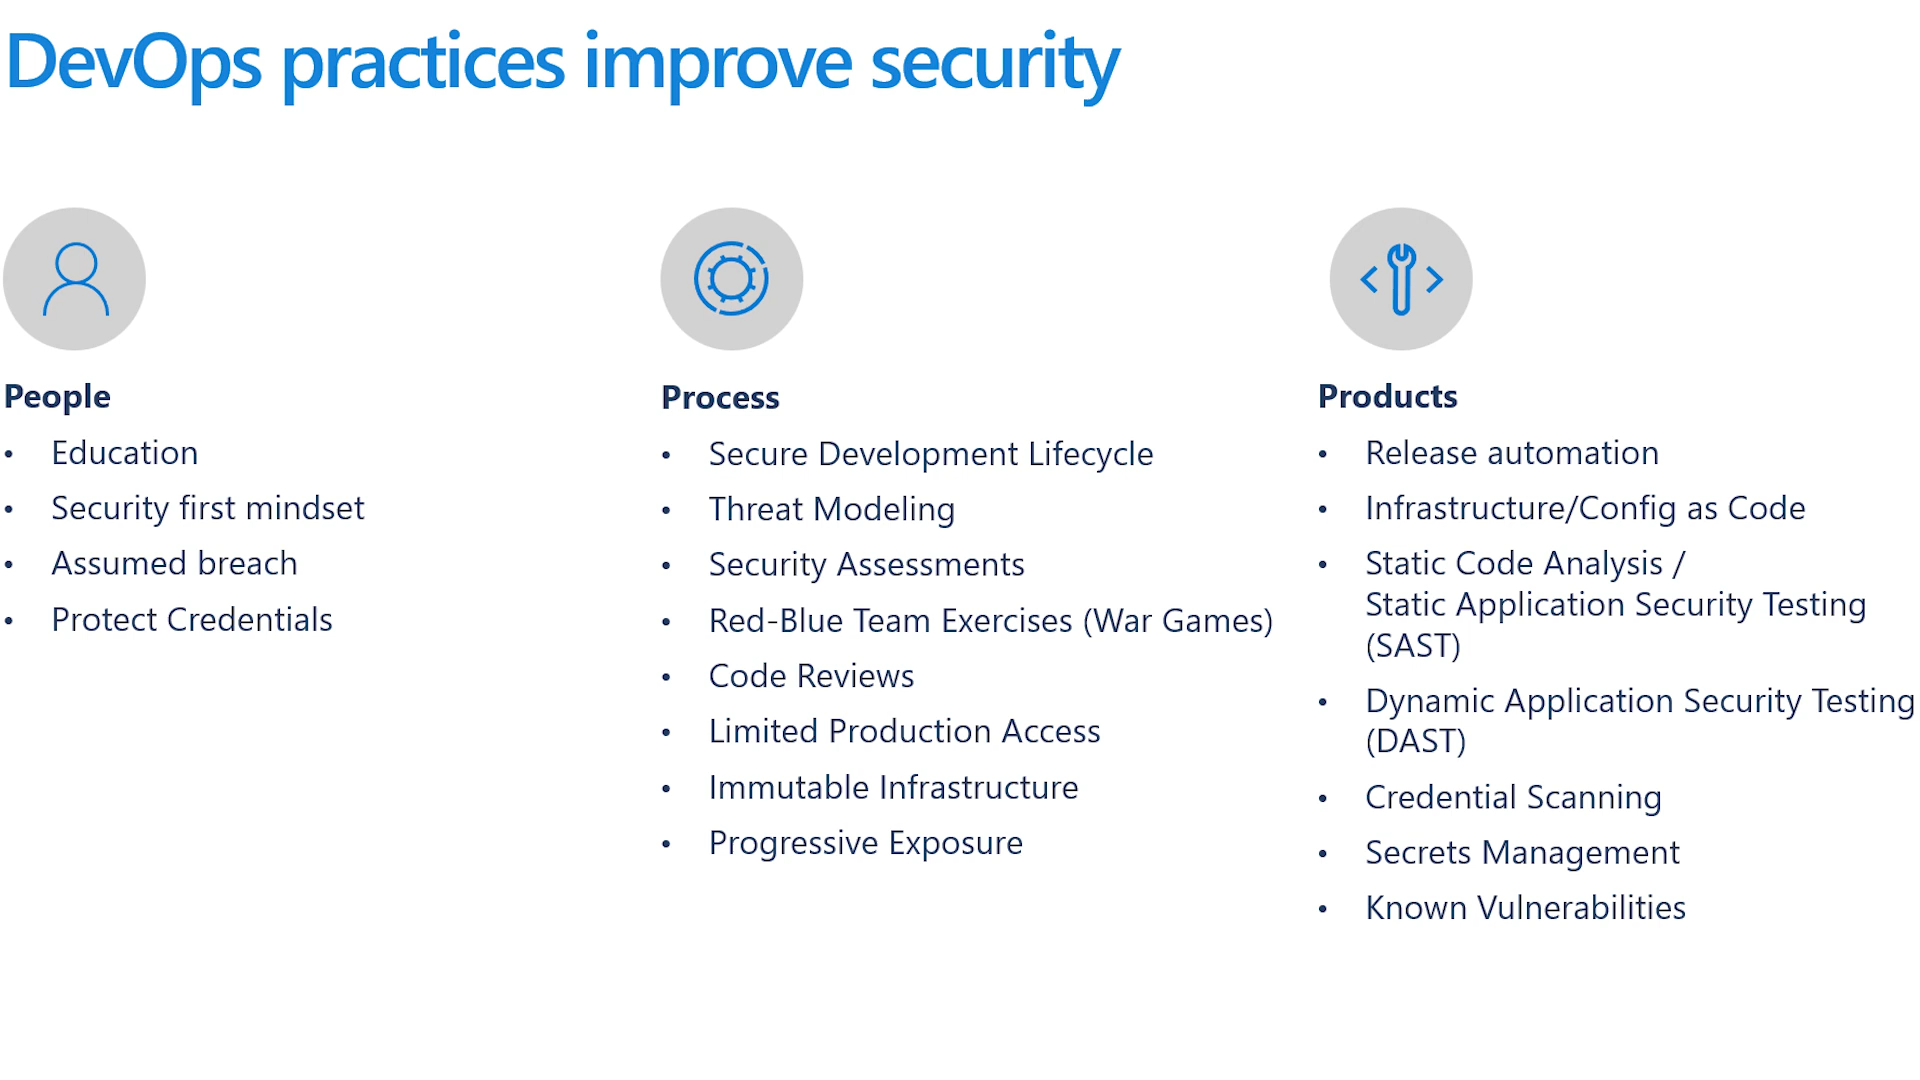 DevOps practices improve security
People
• Education
• Security first mindset
• Assumed breach
• Protect Credentials
Process
• Secure Development Lifecycle
• Threat Modeling
• Security Assessments
• Red-Blue Team Exercises (War Games)
• Code Reviews
• Limited Production Access
• Immutable Infrastructure
• Progressive Exposure
Products
• Release automation
• Infrastructure/Config as Code
• Static Code Analysis /
Static Application Security Testing
(SAST)
• Dynamic Application Security Testing
(DAST)
• Credential Scanning
• Secrets Management
• Known Vulnerabilities